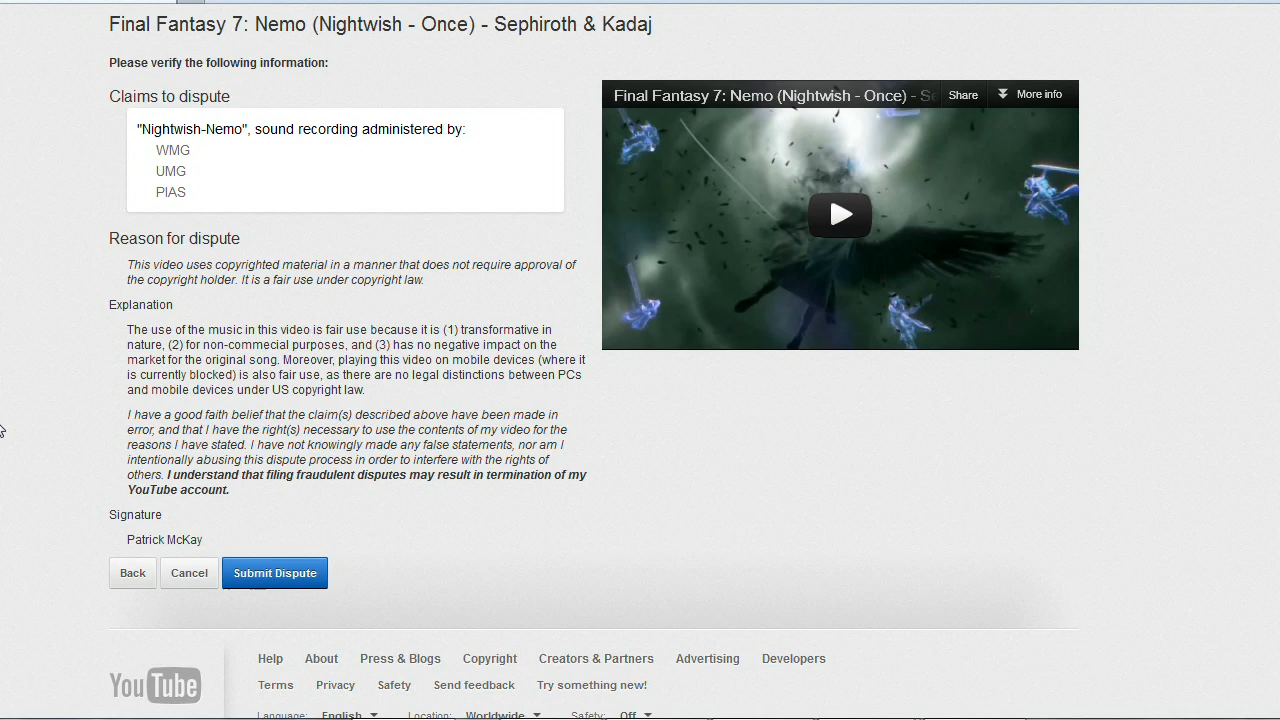 Final Fantasy 7: Nemo (Nightwish - Once) - Sephiroth & Kadaj
Please verify the following information:
Claims to dispute
"Nightwish-Nemo", sound recording administered by:
WMG
UMG
PIAS
Reason for dispute
This video uses copyrighted material in a manner that does not require approval of
the copyright holder. It is a fair use under copyright law.
Explanation
The use of the music in this video is fair use because it is (1) transformative in
nature, (2) for non-commecial purposes, and (3) has no negative impact on the
market for the original song. Moreover, playing this video on mobile devices (where it
is currently blocked) is also fair use, as there are no legal distinctions between PCs
and mobile devices under US copyright law.
I have a good faith belief that the claim(s) described above have been made in
error, and that I have the right(s) necessary to use the contents of my video for the
reasons I have stated. I have not knowingly made any false statements, nor am I
intentionally abusing this dispute process in order to interfere with the rights of
others. I understand that filing fraudulent disputes may result in termination of my
YouTube account.
Signature
Patrick McKay
Back Cancel Submit Dispute
Final Fantasy 7: Nemo (Nightwish - Once) - Se Share More info
YouTube
Help About Press & Blogs Copyright Creators & Partners Advertising Developers
Terms Privacy Safety Send feedback Try something new!
Language: English Location: Worldwide Safety: Off